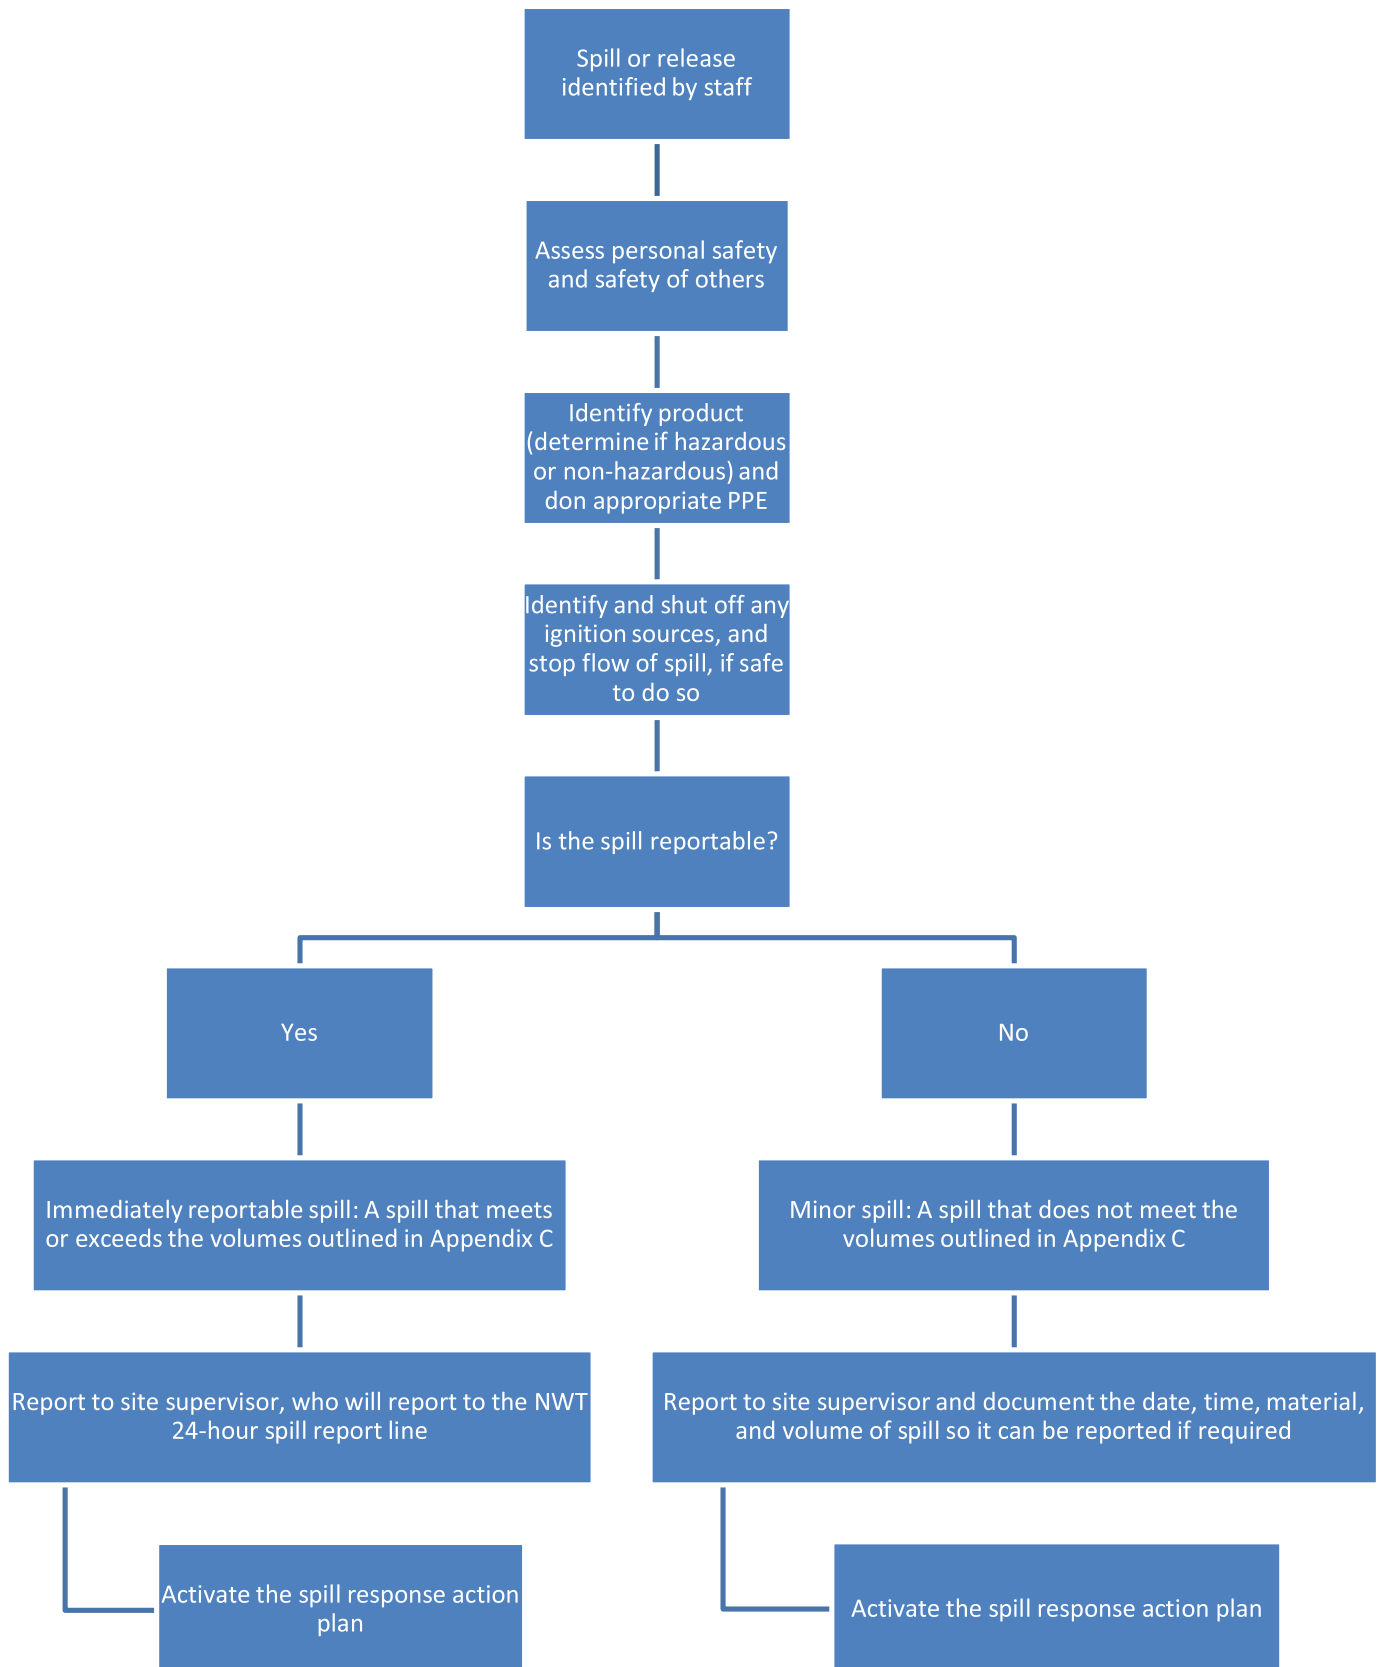 Spill or release
identified by staff
Assess personal safety
and safety of others
Identify product
(determine if hazardous
or non-hazardous) and
don appropriate PPE
Identify and shut off any
ignition sources, and
stop flow of spill, if safe
to do so
Is the spill reportable?
Yes
No
Immediately reportable spill: A spill that meets
or exceeds the volumes outlined in Appendix C
Minor spill: A spill that does not meet the
volumes outlined in Appendix C
Report to site supervisor, who will report to the NWT
24-hour spill report line
Report to site supervisor and document the date, time, material,
and volume of spill so it can be reported if required
Activate the spill response action
plan
Activate the spill response action plan